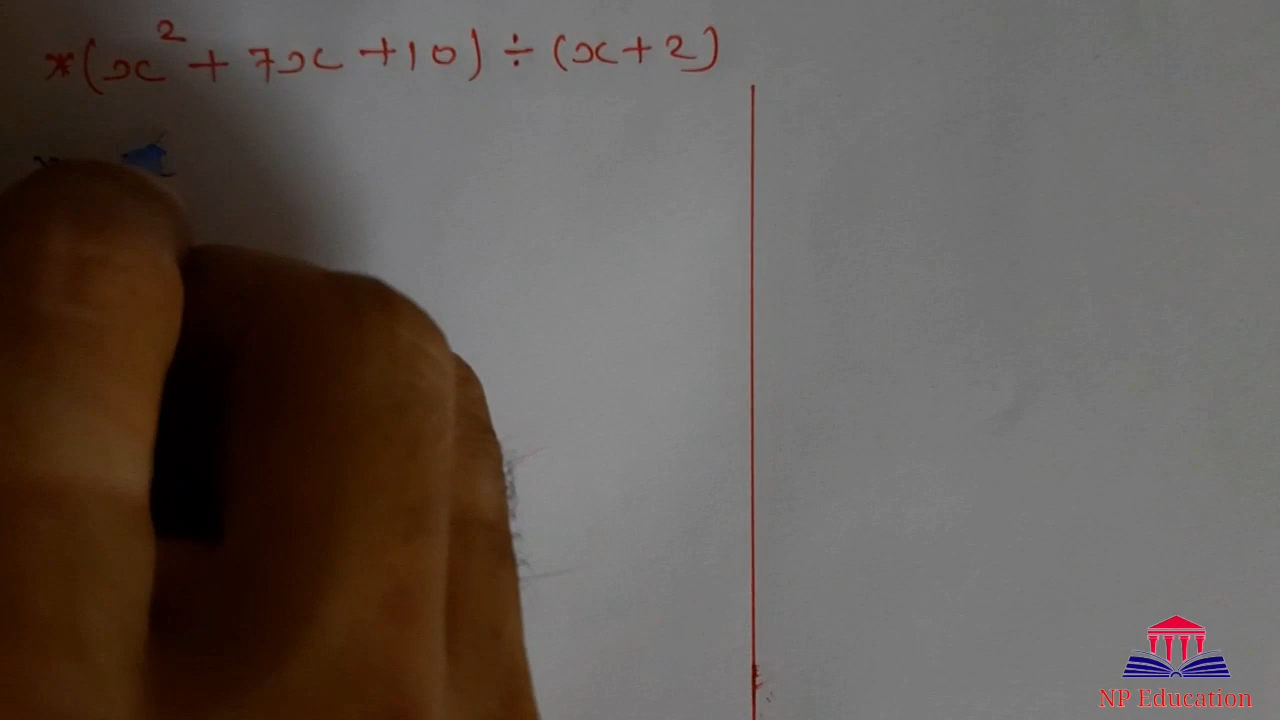 *(x² + 7x + 10) ÷ (x + 2)
NP Education